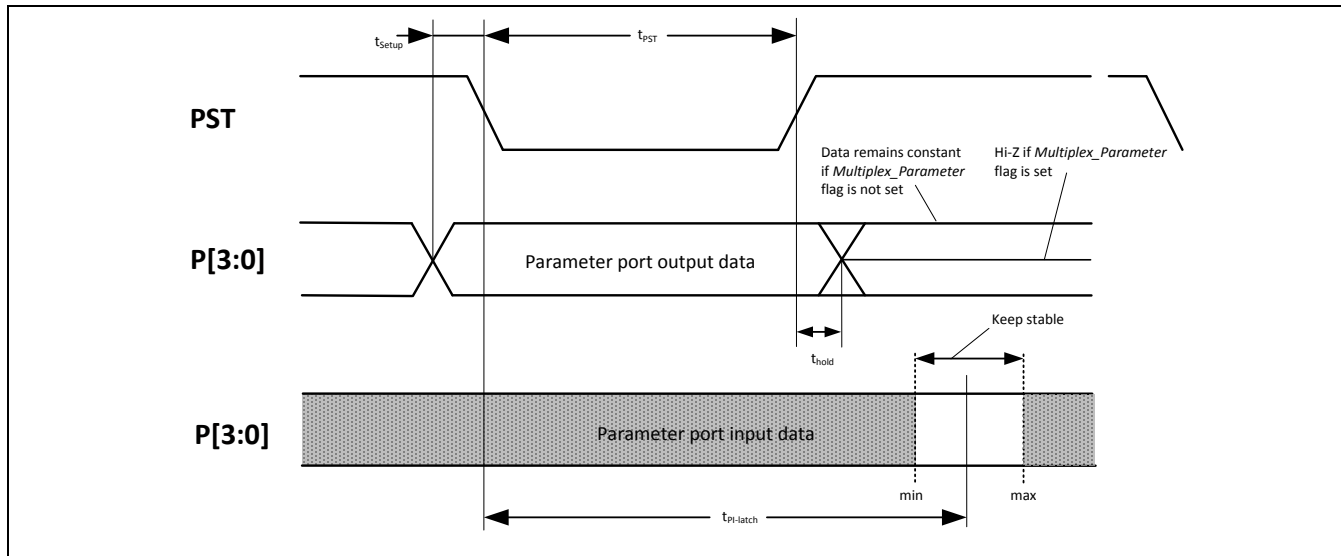 tSetup
tPST
PST
Data remains constant
if Multiplex_Parameter
flag is not set
Hi-Z if Multiplex_Parameter
flag is set
P[3:0]
Parameter port output data
Keep stable
thold
P[3:0]
Parameter port input data
min
max
tPI-latch